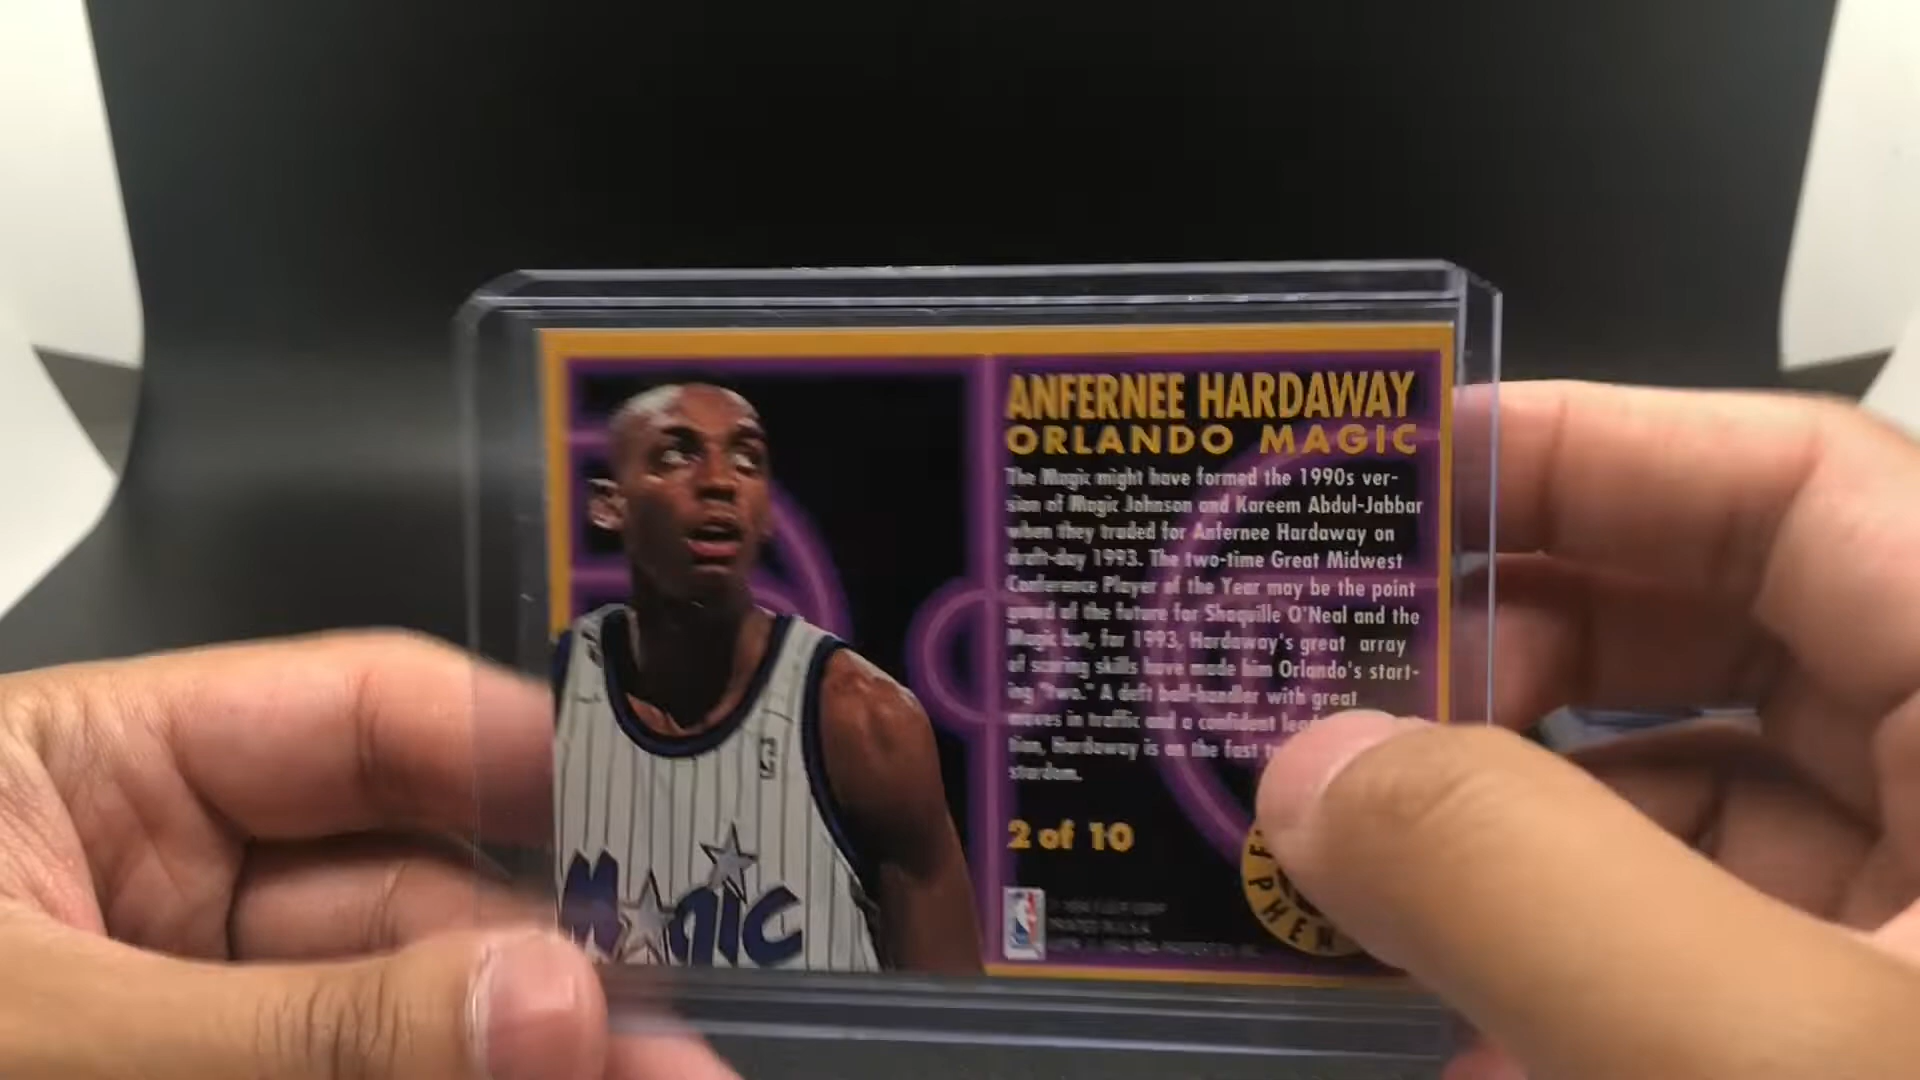 ANFERNEE HARDAWAY
ORLANDO MAGIC
The Magic might have formed the 1990s ver-
sion of Magic Johnson and Kareem Abdul-Jabbar
when they traded for Anfernee Hardaway on
draft-day 1993. The two-time Great Midwest
Conference Player of the Year may be the point
guard of the future for Shaquille O'Neal and the
Magic but, for 1993, Hardaway's great array
of scoring skills have made him Orlando's start-
ing "two." A deft ball-handler with great
moves in traffic and a confident
tion, Hardaway is on the fast
stardom.
2 of 10
PRINTED IN U.S.A.
Magic